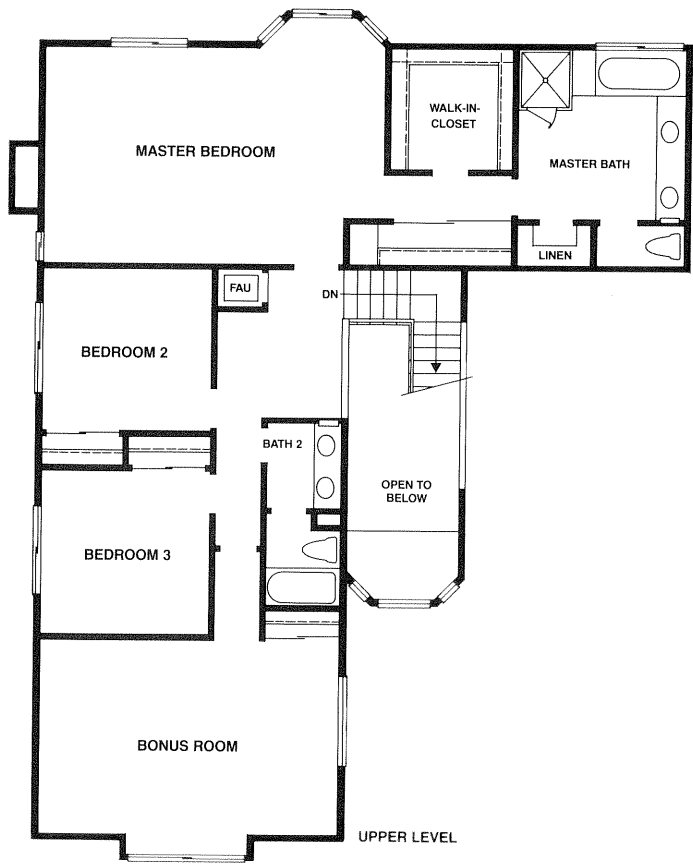 WALK-IN-
CLOSET
MASTER BEDROOM
MASTER BATH
LINEN
FAU
DN
BEDROOM 2
BATH 2
OPEN TO
BELOW
BEDROOM 3
BONUS ROOM
UPPER LEVEL